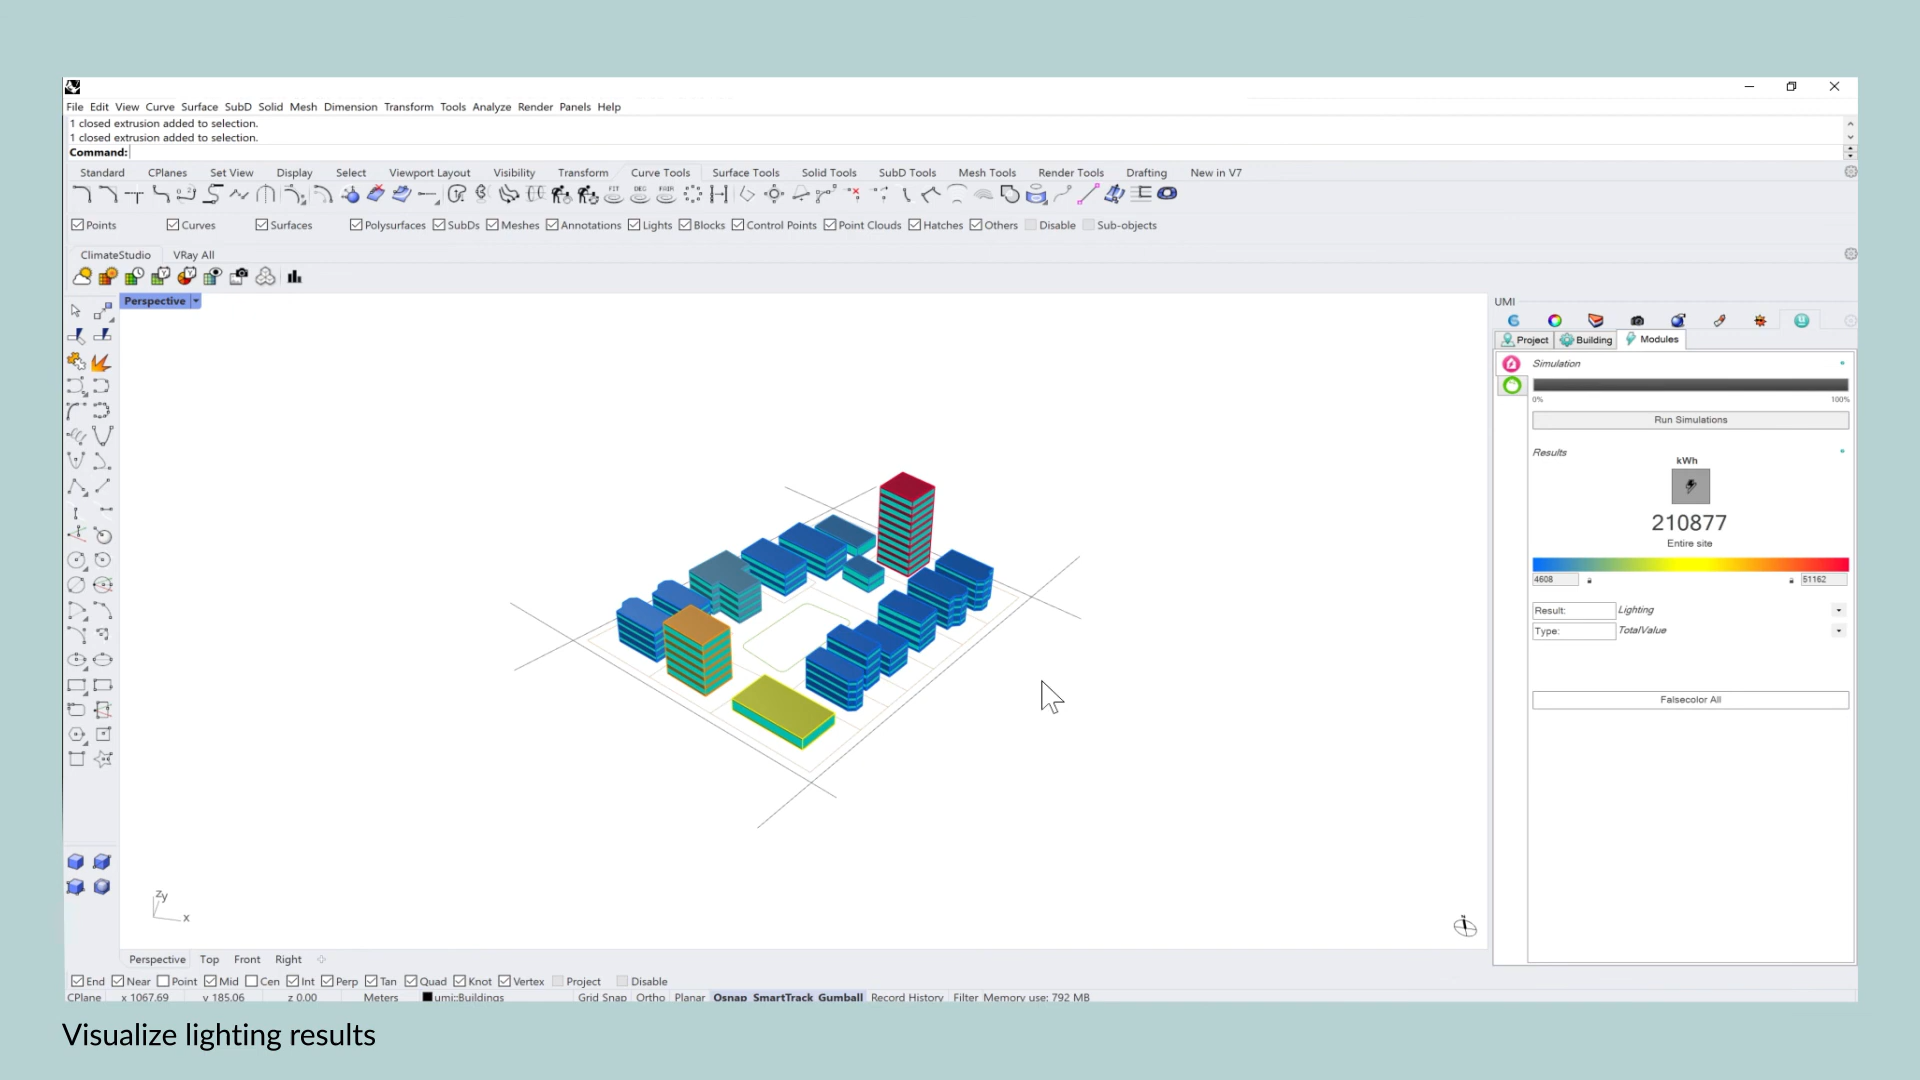 File Edit View Curve Surface SubD Solid Mesh Dimension Transform Tools Analyze Render Panels Help
1 closed extrusion added to selection.
1 closed extrusion added to selection.
Command:
Standard CPlanes Set View Display Select Viewport Layout Visibility Transform Curve Tools Surface Tools Solid Tools SubD Tools Mesh Tools Render Tools Drafting New in V7
FIT DEG FAIR
Points Curves Surfaces Polysurfaces SubDs Meshes Annotations Lights Blocks Control Points Point Clouds Hatches Others Disable Sub-objects
ClimateStudio VRay All
Perspective
UMI
Project Building Modules
Simulation
0% 100%
Run Simulations
Results
kWh
210877
Entire site
4608 51162
Result: Lighting
Type: TotalValue
Falsecolor All
z y
x
Perspective Top Front Right
End Near Point Mid Cen Int Perp Tan Quad Knot Vertex Project Disable
CPlane x 1067.69 y 185.06 z 0.00 Meters umi::Buildings Grid Snap Ortho Planar Osnap SmartTrack Gumball Record History Filter Memory use: 792 MB
Visualize lighting results